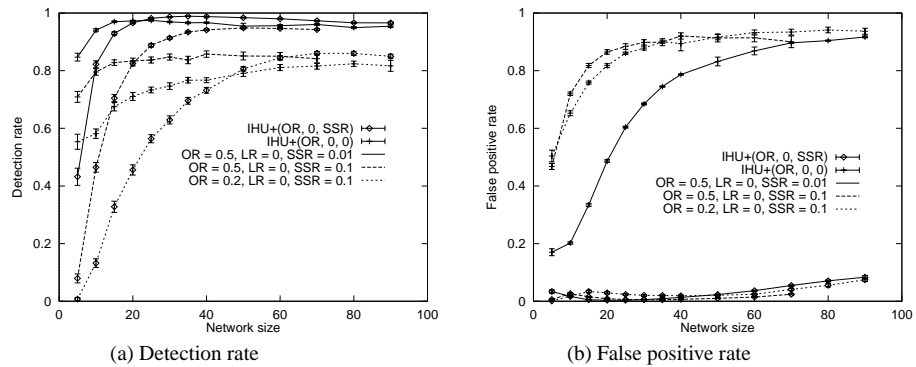 1
0.8
0.6
0.4
0.2
0
0 20 40 60 80 100
Detection rate
Network size
IHU+(OR, 0, SSR)
IHU+(OR, 0, 0)
OR = 0.5, LR = 0, SSR = 0.01
OR = 0.5, LR = 0, SSR = 0.1
OR = 0.2, LR = 0, SSR = 0.1
(a) Detection rate
1
0.8
0.6
0.4
0.2
0
0 20 40 60 80 100
False positive rate
Network size
IHU+(OR, 0, SSR)
IHU+(OR, 0, 0)
OR = 0.5, LR = 0, SSR = 0.01
OR = 0.5, LR = 0, SSR = 0.1
OR = 0.2, LR = 0, SSR = 0.1
(b) False positive rate